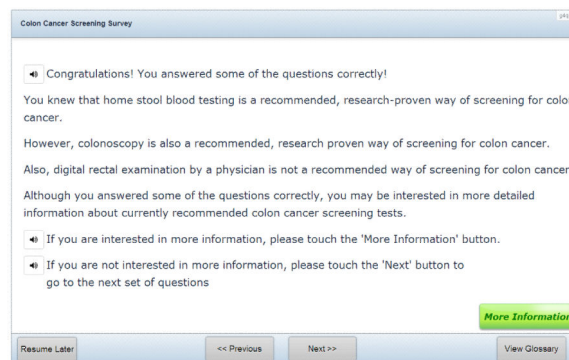 Colon Cancer Screening Survey
Congratulations! You answered some of the questions correctly!
You knew that home stool blood testing is a recommended, research-proven way of screening for colo
cancer.
However, colonoscopy is also a recommended, research proven way of screening for colon cancer.
Also, digital rectal examination by a physician is not a recommended way of screening for colon cancer
Although you answered some of the questions correctly, you may be interested in more detailed
information about currently recommended colon cancer screening tests.
If you are interested in more information, please touch the 'More Information' button.
If you are not interested in more information, please touch the 'Next' button to
go to the next set of questions
More Information
Resume Later << Previous Next >> View Glossary